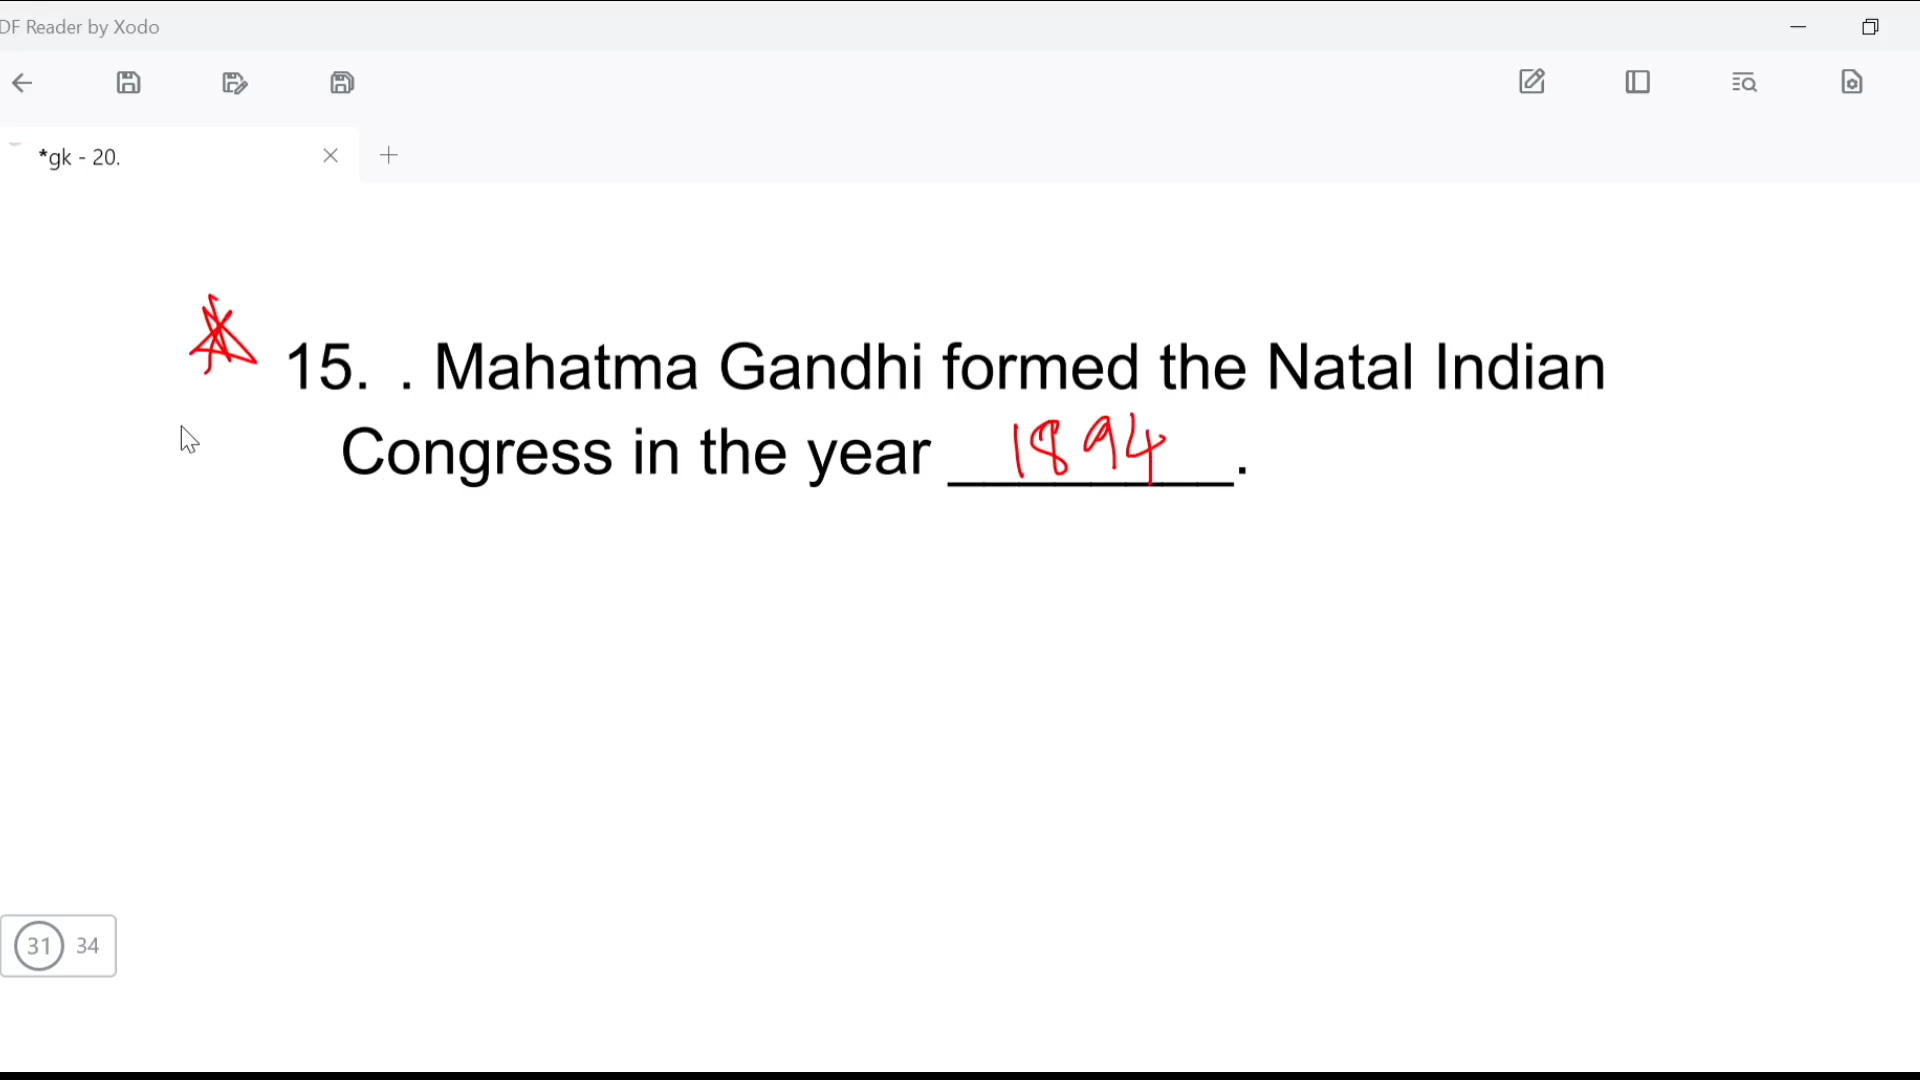 DF Reader by Xodo
*gk - 20.
15. . Mahatma Gandhi formed the Natal Indian
Congress in the year 1894.
31 34